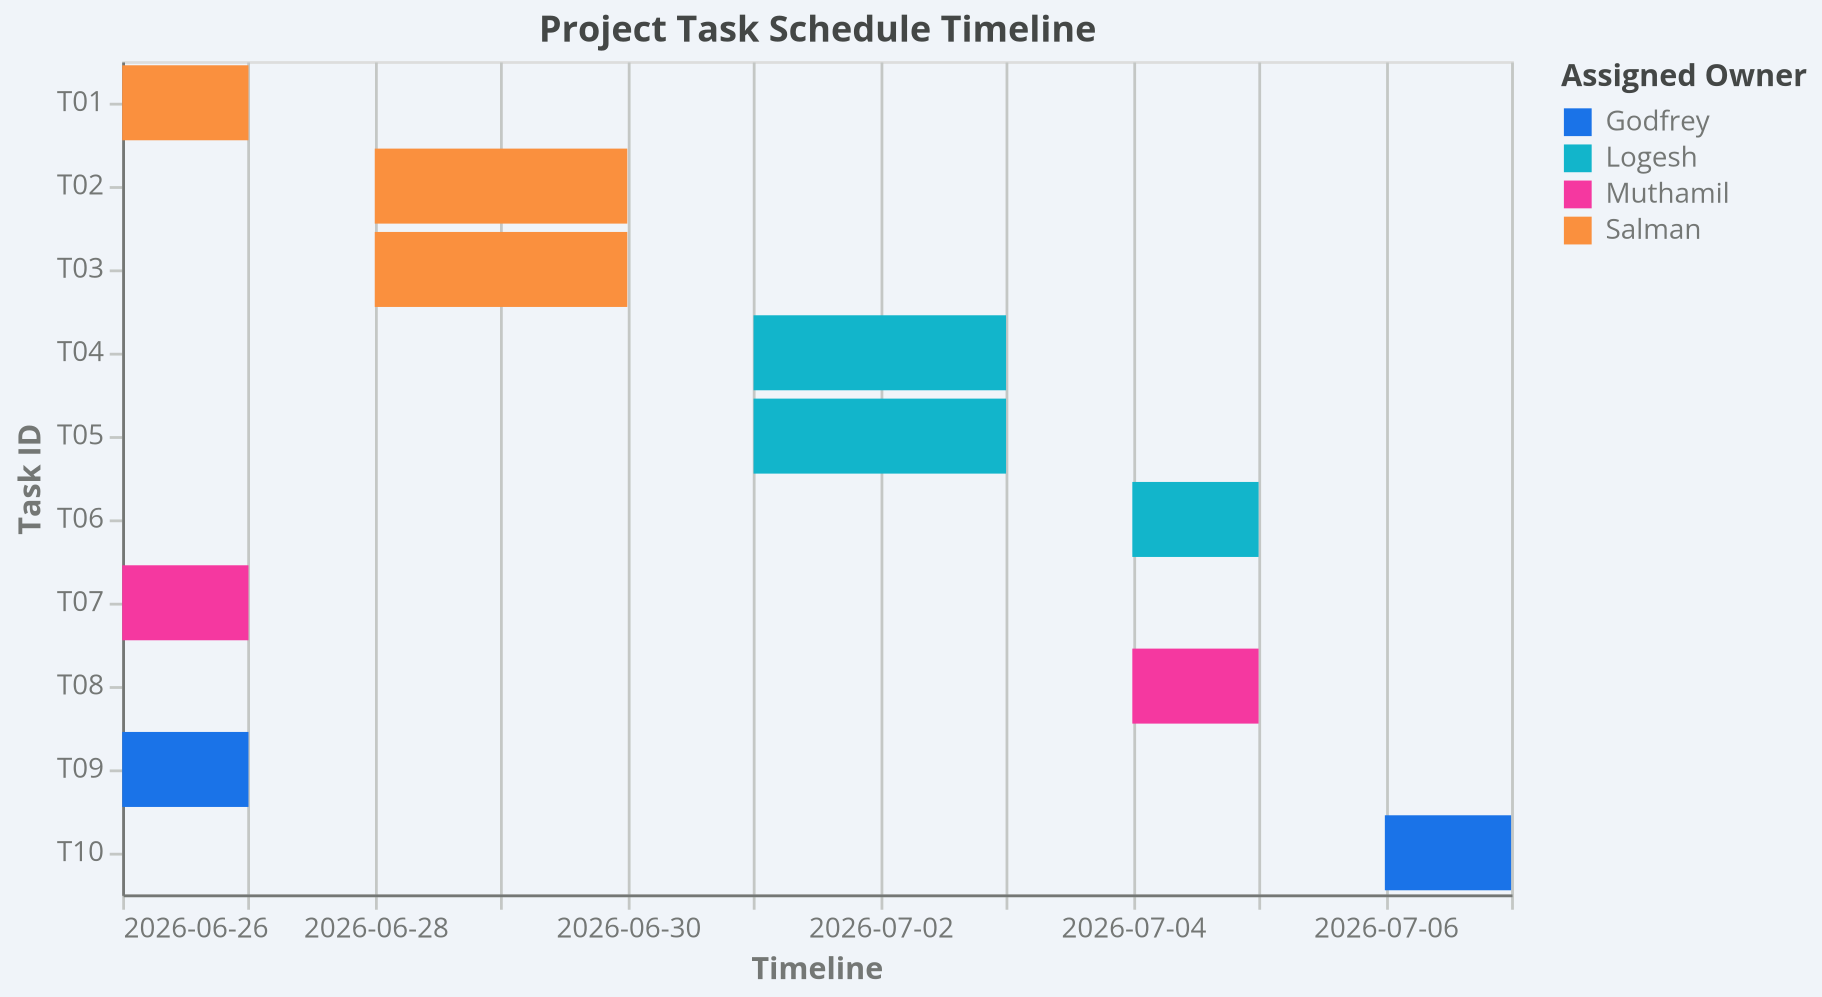 Project Task Schedule Timeline
Assigned Owner
Godfrey
Logesh
Muthamil
Salman
Task ID
T01
T02
T03
T04
T05
T06
T07
T08
T09
T10
2026-06-26 2026-06-28 2026-06-30 2026-07-02 2026-07-04 2026-07-06
Timeline